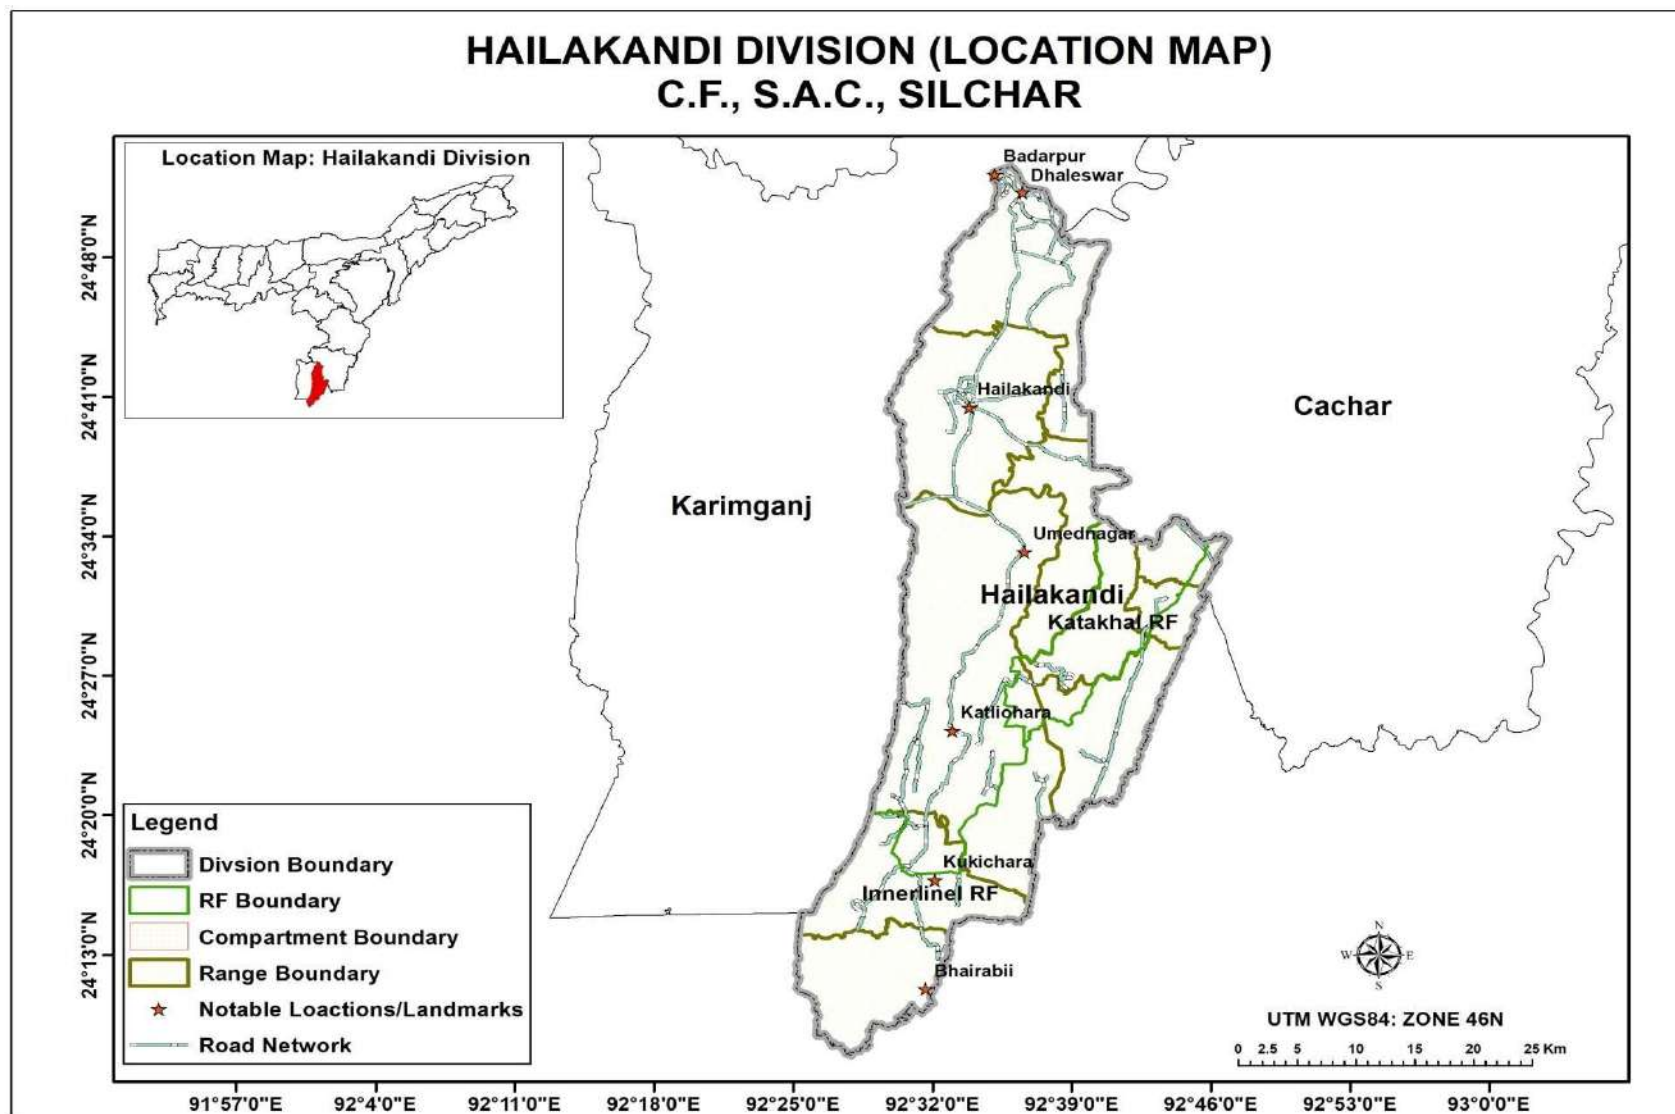 HAILAKANDI DIVISION (LOCATION MAP)
C.F., S.A.C., SILCHAR
Location Map: Hailakandi Division
Badarpur
Dhaleswar
Hailakandi
Cachar
Karimganj
Umednagar
Hailakandi
Katakhal RF
Katliohara
Kukichara
Innerlinel RF
Bhairabii
24°48'0"N
24°41'0"N
24°34'0"N
24°27'0"N
24°20'0"N
24°13'0"N
Legend
Divsion Boundary
RF Boundary
Compartment Boundary
Range Boundary
Notable Loactions/Landmarks
Road Network
N
W E
S
UTM WGS84: ZONE 46N
0 2.5 5 10 15 20 25 Km
91°57'0"E 92°4'0"E 92°11'0"E 92°18'0"E 92°25'0"E 92°32'0"E 92°39'0"E 92°46'0"E 92°53'0"E 93°0'0"E